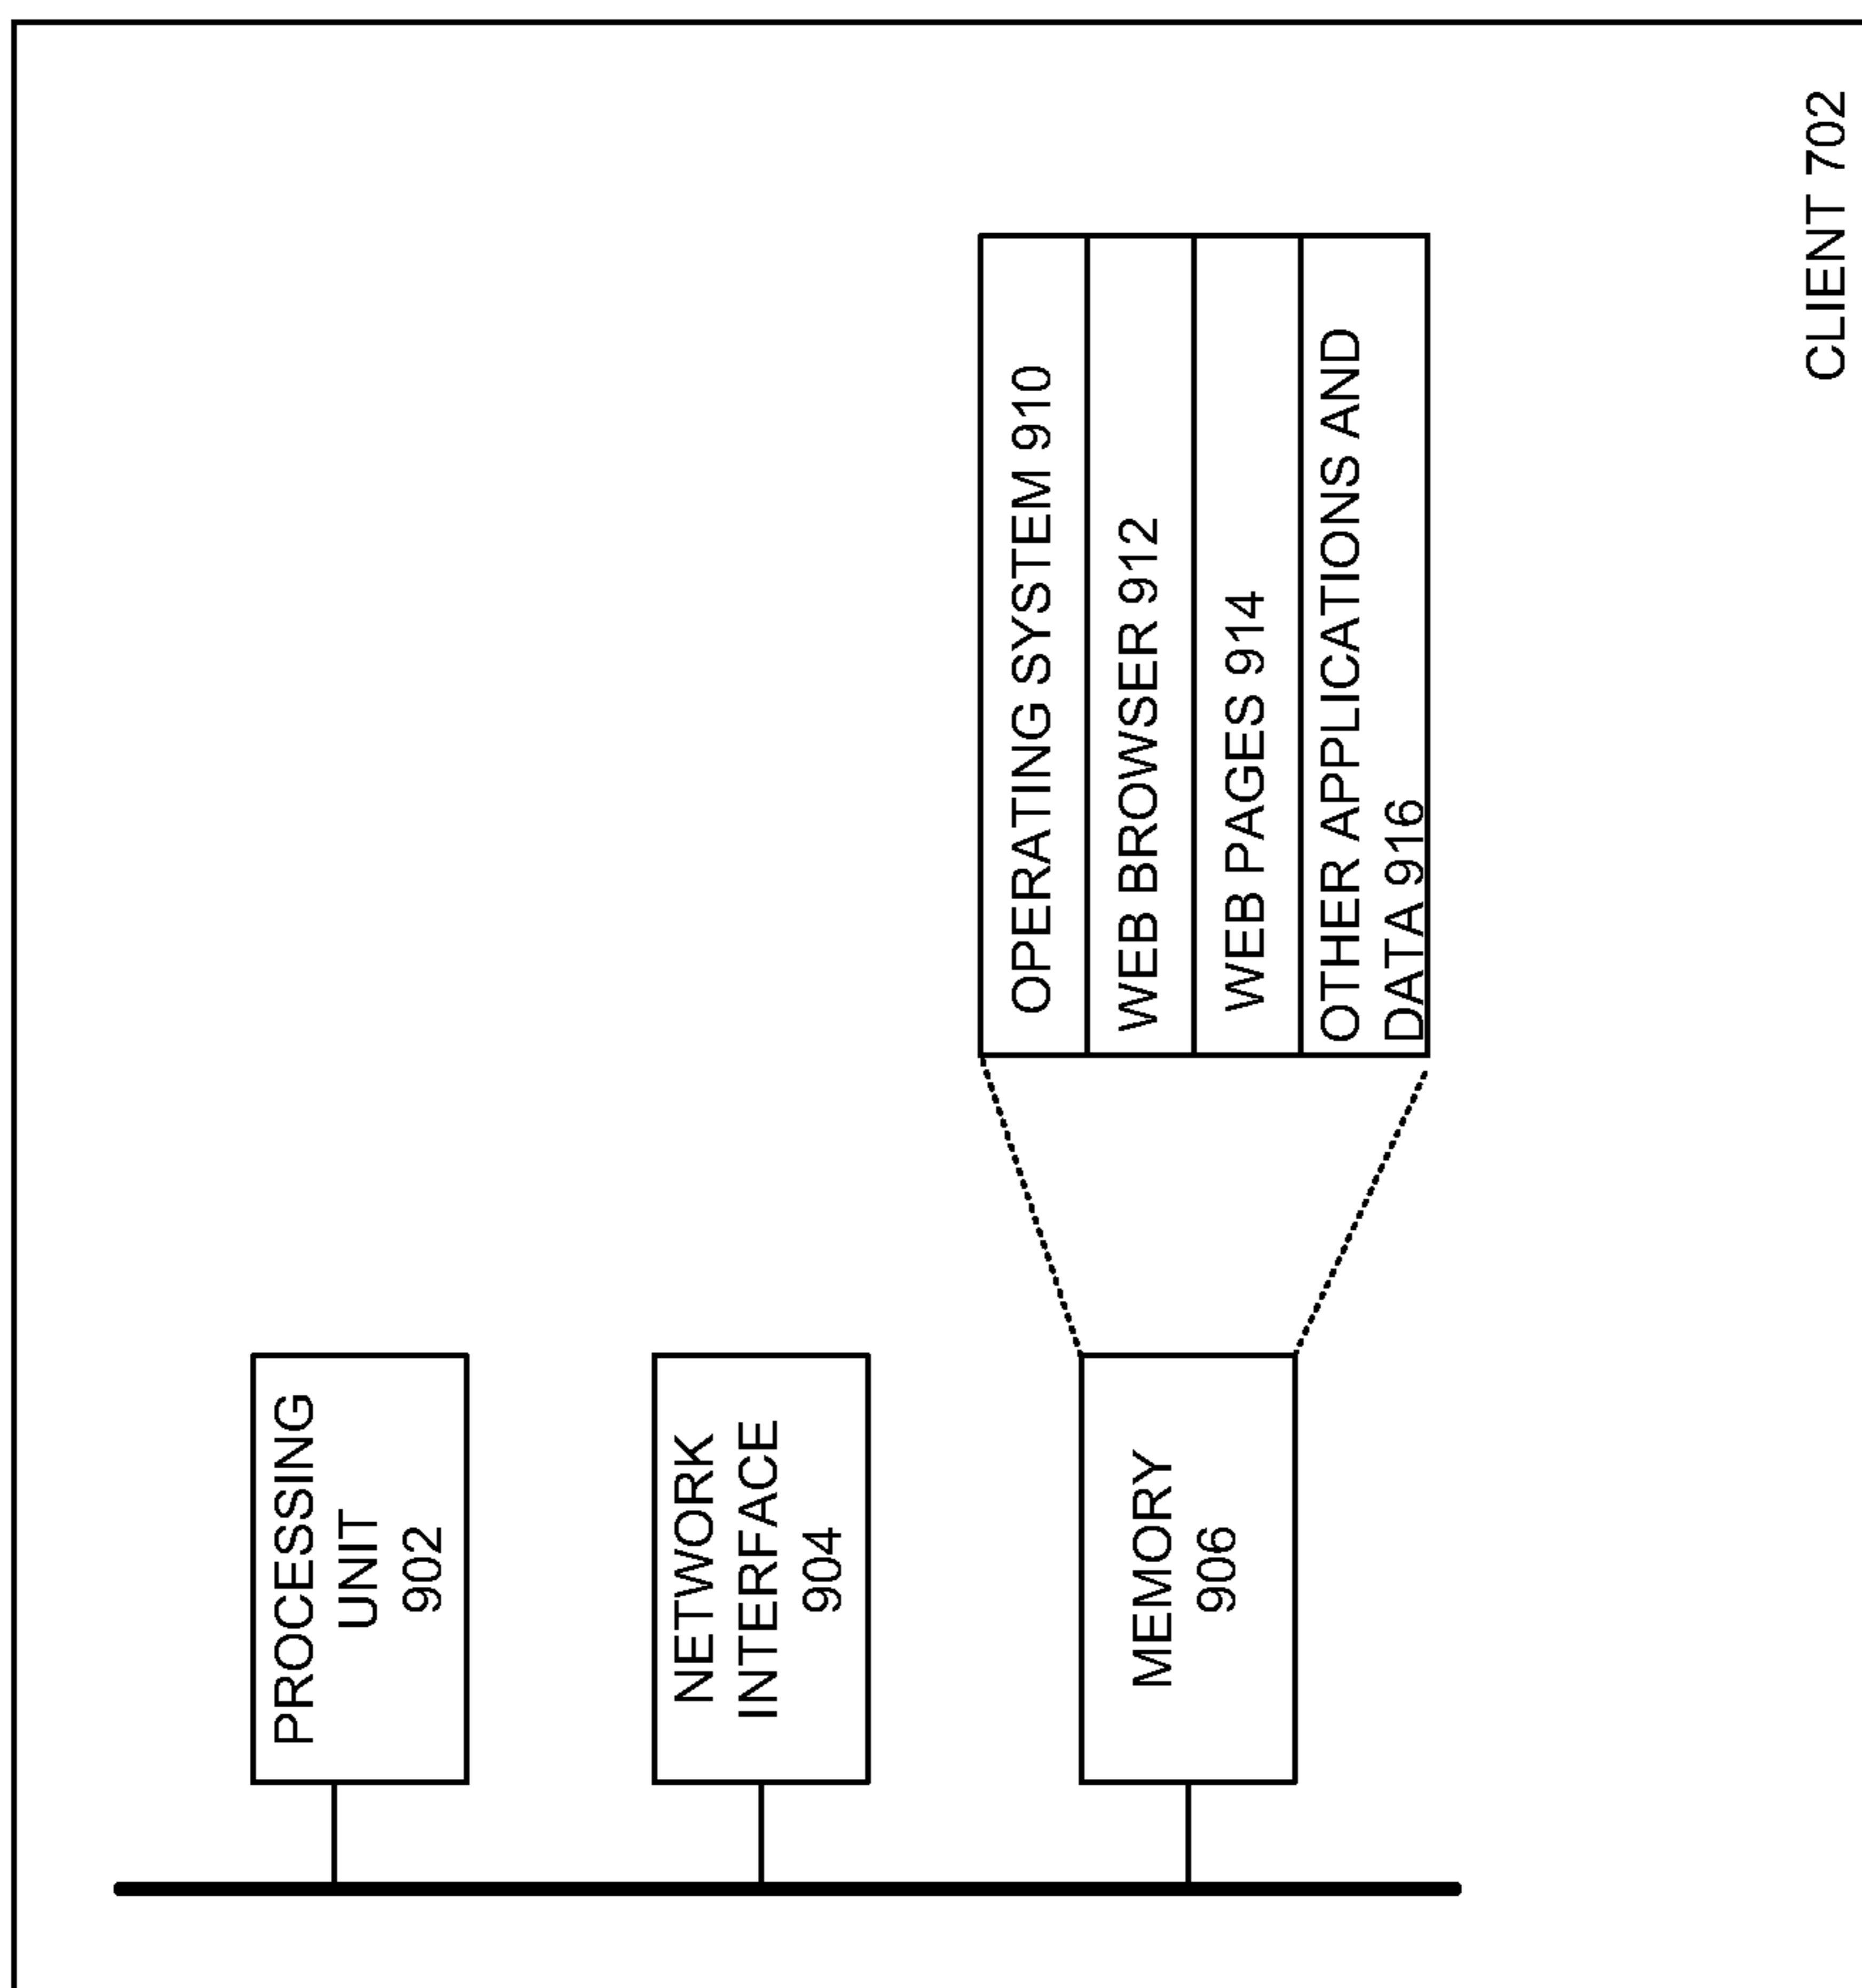 PROCESSING
UNIT
902
NETWORK
INTERFACE
904
MEMORY
906
OPERATING SYSTEM 910
WEB BROWSER 912
WEB PAGES 914
OTHER APPLICATIONS AND
DATA 916
CLIENT 702